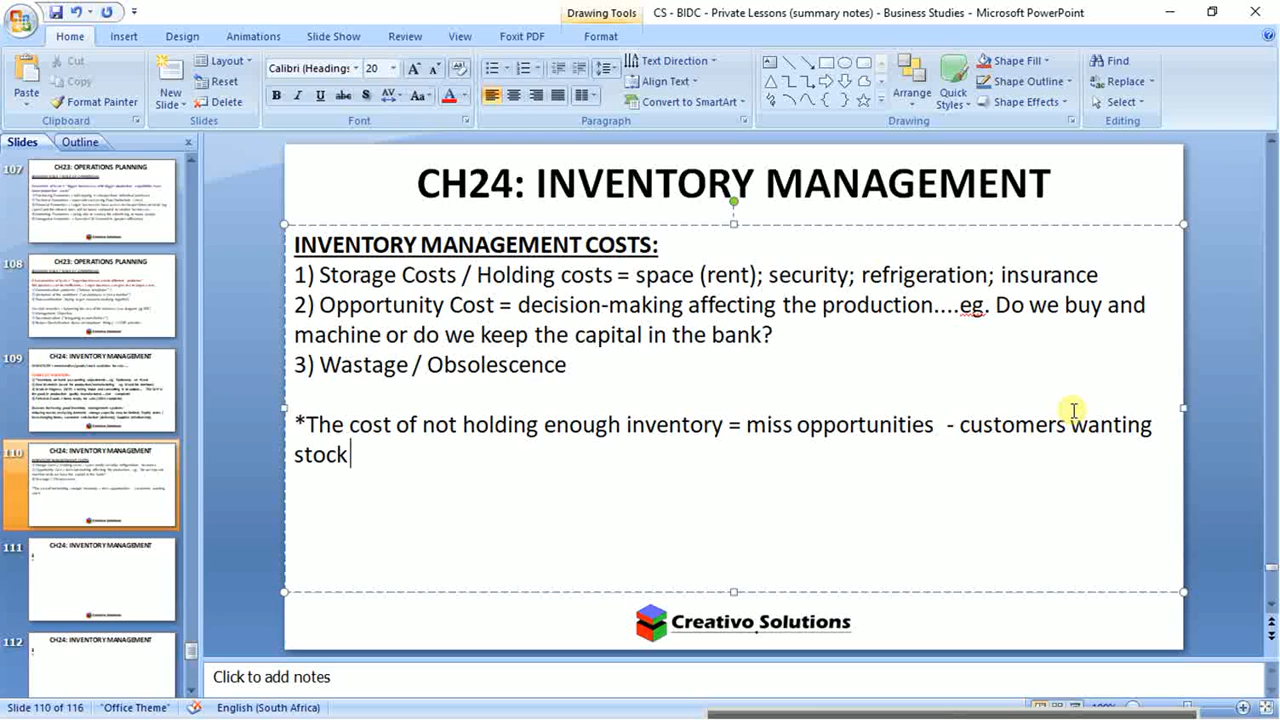 Drawing Tools
CS - BIDC - Private Lessons (summary notes) - Business Studies - Microsoft PowerPoint
Home Insert Design Animations Slide Show Review View Foxit PDF Format
Paste
Cut
Copy
Format Painter
Clipboard
New Slide
Layout
Reset
Delete
Slides
Calibri (Headings 20
B I U abc S AV Aa A
Font
Text Direction
Align Text
Convert to SmartArt
Paragraph
Arrange
Quick Styles
Shape Fill
Shape Outline
Shape Effects
Drawing
Find
Replace
Select
Editing
Slides Outline
107
CH23: OPERATIONS PLANNING
108
CH23: OPERATIONS PLANNING
109
CH24: INVENTORY MANAGEMENT
110
CH24: INVENTORY MANAGEMENT
111
CH24: INVENTORY MANAGEMENT
112
CH24: INVENTORY MANAGEMENT
CH24: INVENTORY MANAGEMENT
INVENTORY MANAGEMENT COSTS:
1) Storage Costs / Holding costs = space (rent); security; refrigeration; insurance
2) Opportunity Cost= decision-making affecting the production....eg. Do we buy and
machine or do we keep the capital in the bank?
3) Wastage / Obsolescence
*The cost of not holding enough inventory = miss opportunities - customers wanting
stock
Creativo Solutions
Click to add notes
Slide 110 of 116 "Office Theme" English (South Africa) 100%